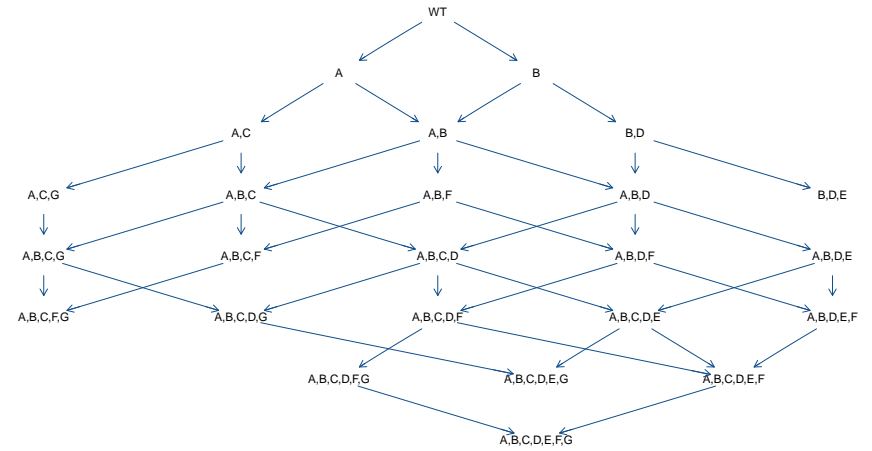 WT
A
B
A,C
A,B
B,D
A,C,G
A,B,C
A,B,F
A,B,D
B,D,E
A,B,C,G
A,B,C,F
A,B,C,D
A,B,D,F
A,B,D,E
A,B,C,F,G
A,B,C,D,G
A,B,C,D,F
A,B,C,D,E
A,B,D,E,F
A,B,C,D,F,G
A,B,C,D,E,G
A,B,C,D,E,F
A,B,C,D,E,F,G